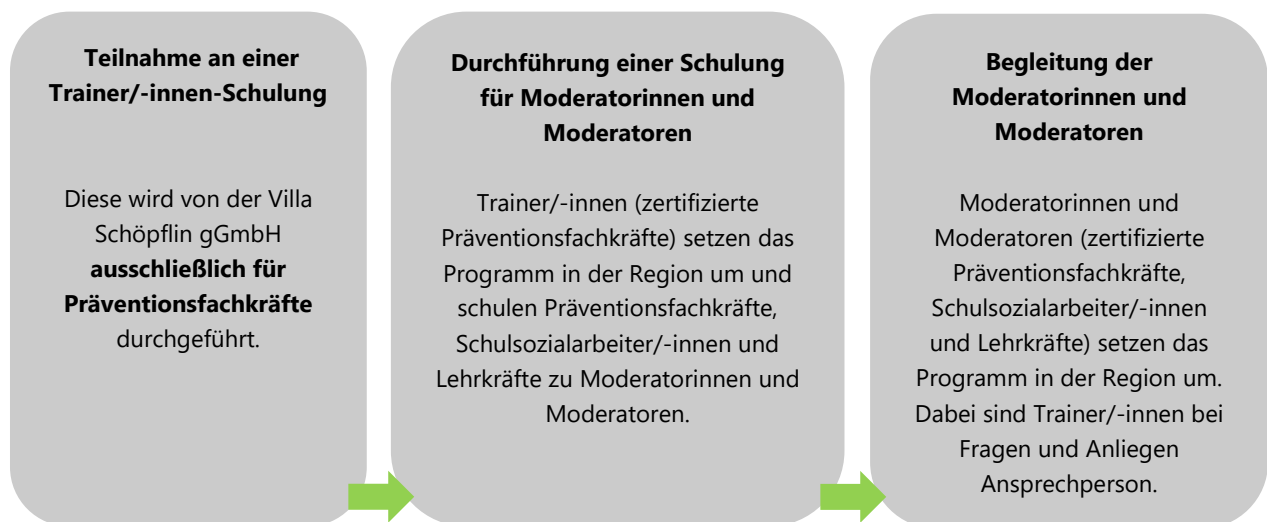 Teilnahme an einer
Trainer/-innen-Schulung
Diese wird von der Villa
Schöpflin gGmbH
ausschließlich für
Präventionsfachkräfte
durchgeführt.
Durchführung einer Schulung
für Moderatorinnen und
Moderatoren
Trainer/-innen (zertifizierte
Präventionsfachkräfte) setzen das
Programm in der Region um und
schulen Präventionsfachkräfte,
Schulsozialarbeiter/-innen und
Lehrkräfte zu Moderatorinnen und
Moderatoren.
Begleitung der
Moderatorinnen und
Moderatoren
Moderatorinnen und
Moderatoren (zertifizierte
Präventionsfachkräfte,
Schulsozialarbeiter/-innen
und Lehrkräfte) setzen das
Programm in der Region um.
Dabei sind Trainer/-innen bei
Fragen und Anliegen
Ansprechperson.